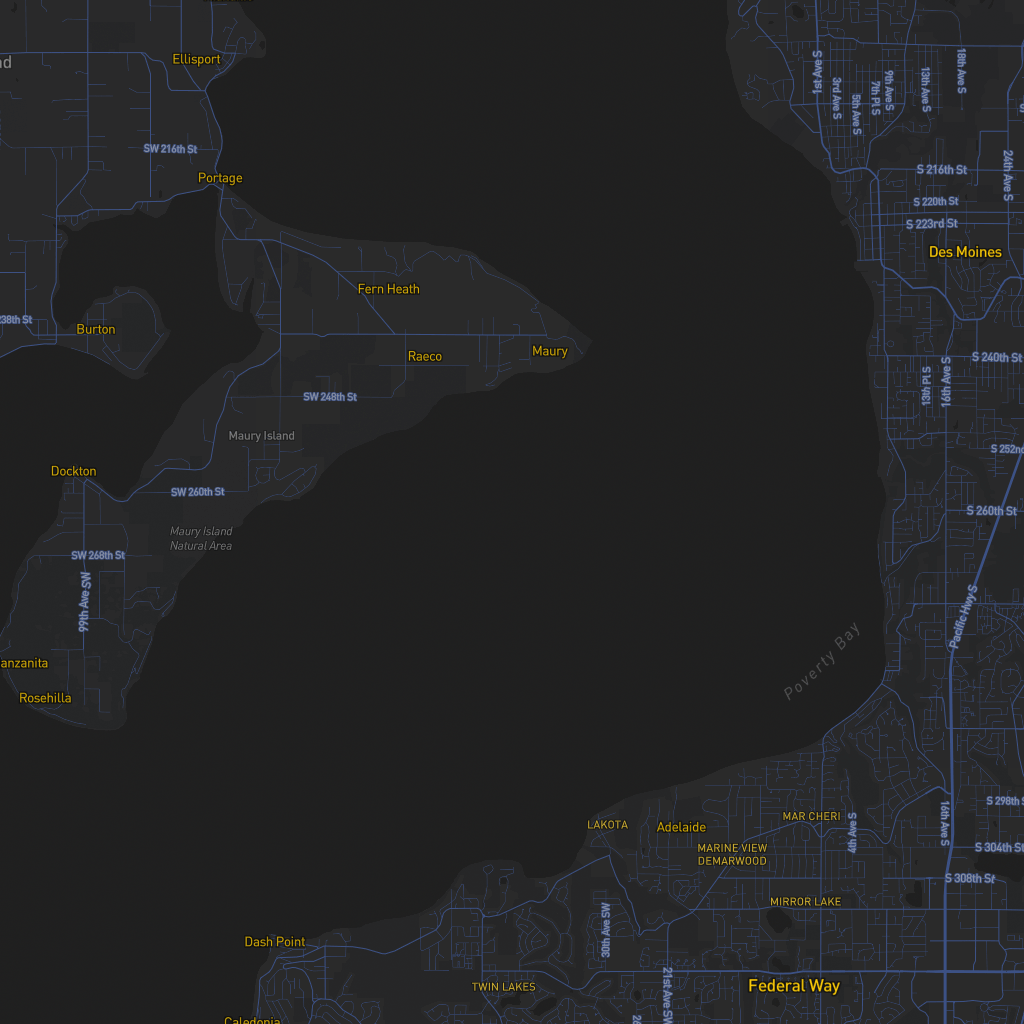 Ellisport
nd
1st Ave S
3rd Ave S
5th Ave S
7th Pl S
9th Ave S
13th Ave S
18th Ave S
SW 216th St
24th Ave S
S 216th St
Portage
S 220th St
S 223rd St
Des Moines
Fern Heath
238th St
Burton
Maury
Raeco
S 240th St
13th Pl S
16th Ave S
SW 248th St
Maury Island
S 252nd
Dockton
SW 260th St
S 260th St
Maury Island
Natural Area
SW 268th St
99th Ave SW
Pacific Hwy S
Poverty Bay
anzanita
Rosehilla
S 298th S
LAKOTA
Adelaide
MAR CHERI
4th Ave S
16th Ave S
MARINE VIEW
DEMARWOOD
S 304th St
S 308th St
MIRROR LAKE
30th Ave SW
Dash Point
TWIN LAKES
21st Ave SW
Federal Way
Caledonia